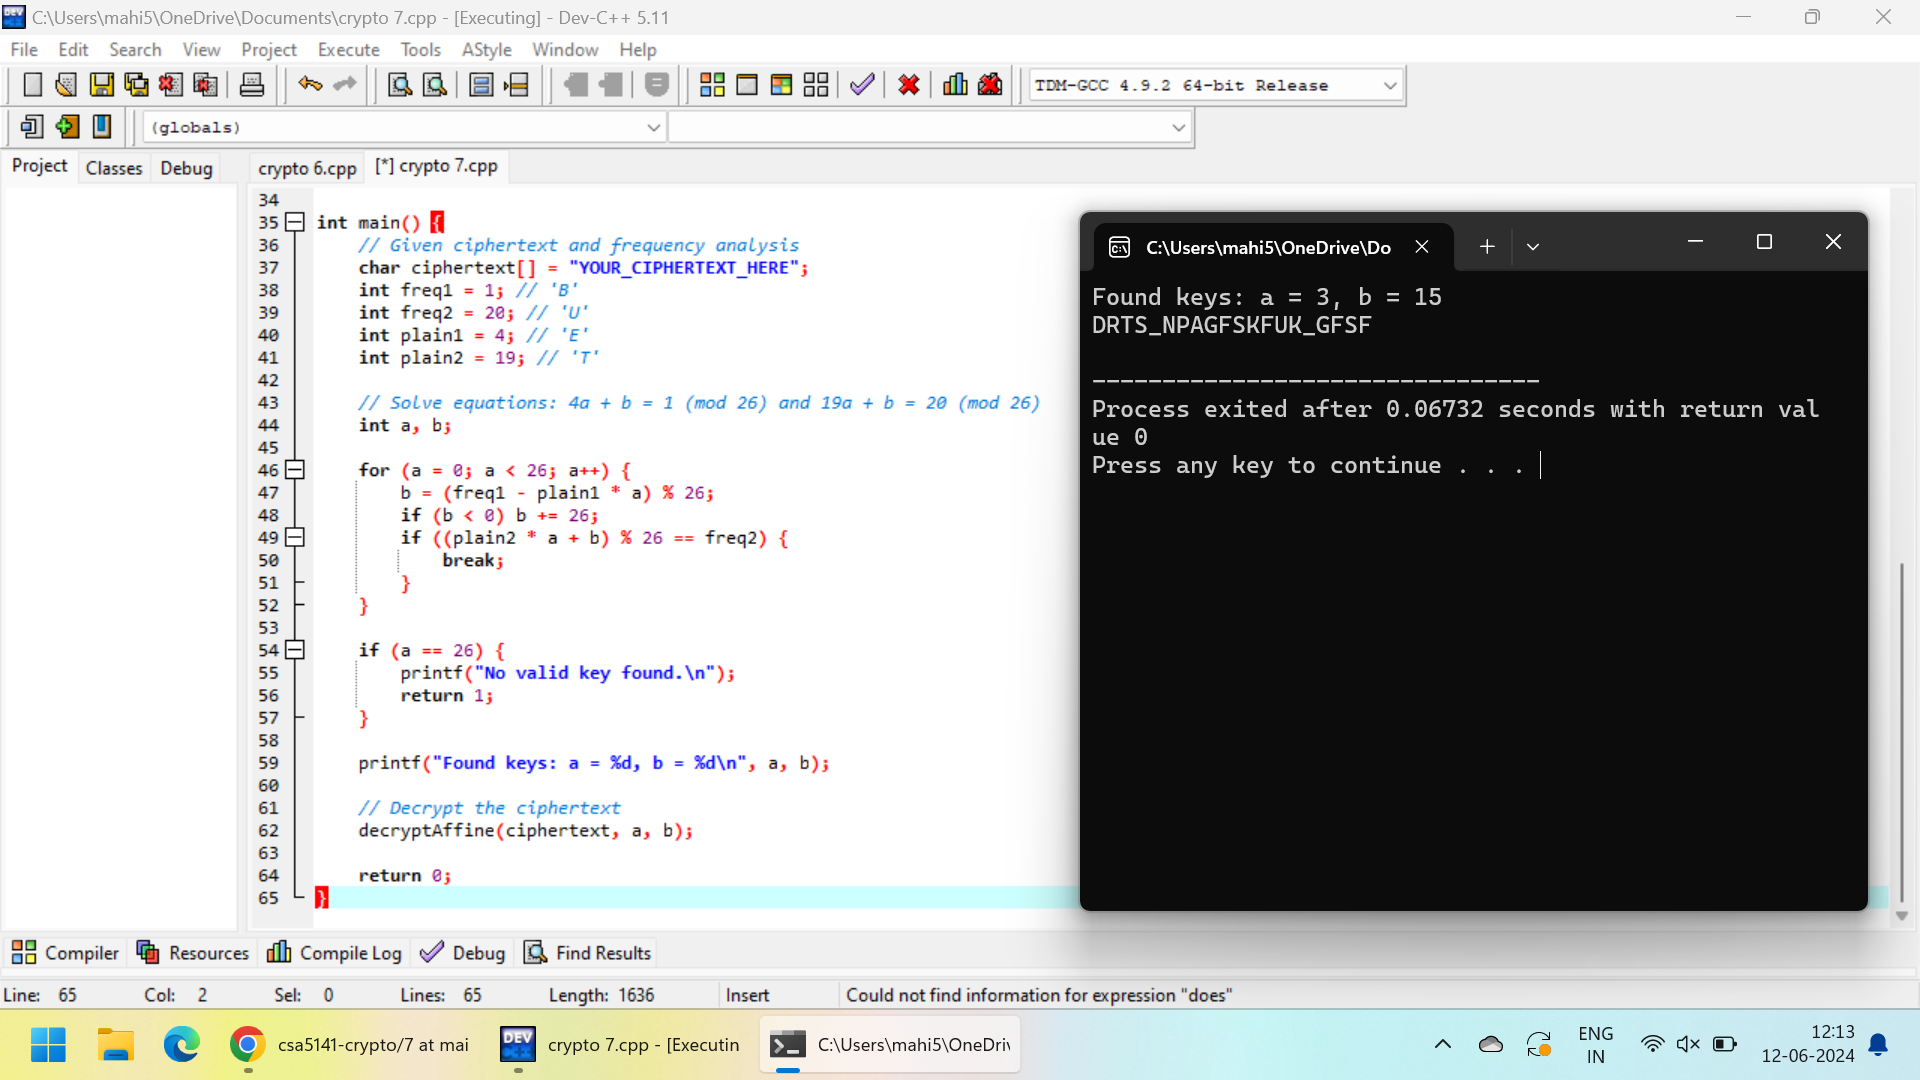 C:\Users\mahi5\OneDrive\Documents\crypto 7.cpp - [Executing] - Dev-C++ 5.11
File Edit Search View Project Execute Tools AStyle Window Help
TDM-GCC 4.9.2 64-bit Release
(globals)
Project Classes Debug
crypto 6.cpp [*] crypto 7.cpp
34
35 int main() {
36 // Given ciphertext and frequency analysis
37 char ciphertext[] = "YOUR_CIPHERTEXT_HERE";
38 int freq1 = 1; // 'B'
39 int freq2 = 20; // 'U'
40 int plain1 = 4; // 'E'
41 int plain2 = 19; // 'T'
42
43 // Solve equations: 4a + b = 1 (mod 26) and 19a + b = 20 (mod 26)
44 int a, b;
45
46 for (a = 0; a < 26; a++) {
47 b = (freq1 - plain1 * a) % 26;
48 if (b < 0) b += 26;
49 if ((plain2 * a + b) % 26 == freq2) {
50 break;
51 }
52 }
53
54 if (a == 26) {
55 printf("No valid key found.\n");
56 return 1;
57 }
58
59 printf("Found keys: a = %d, b = %d\n", a, b);
60
61 // Decrypt the ciphertext
62 decryptAffine(ciphertext, a, b);
63
64 return 0;
65 }
C:\Users\mahi5\OneDrive\Do
Found keys: a = 3, b = 15
DRTS_NPAGFSKFUK_GFSF
--------------------------------
Process exited after 0.06732 seconds with return val
ue 0
Press any key to continue . . .
Compiler Resources Compile Log Debug Find Results
Line: 65 Col: 2 Sel: 0 Lines: 65 Length: 1636 Insert Could not find information for expression "does"
csa5141-crypto/7 at mai
DEV
crypto 7.cpp - [Executin
C:\Users\mahi5\OneDriv
ENG
IN
12:13
12-06-2024